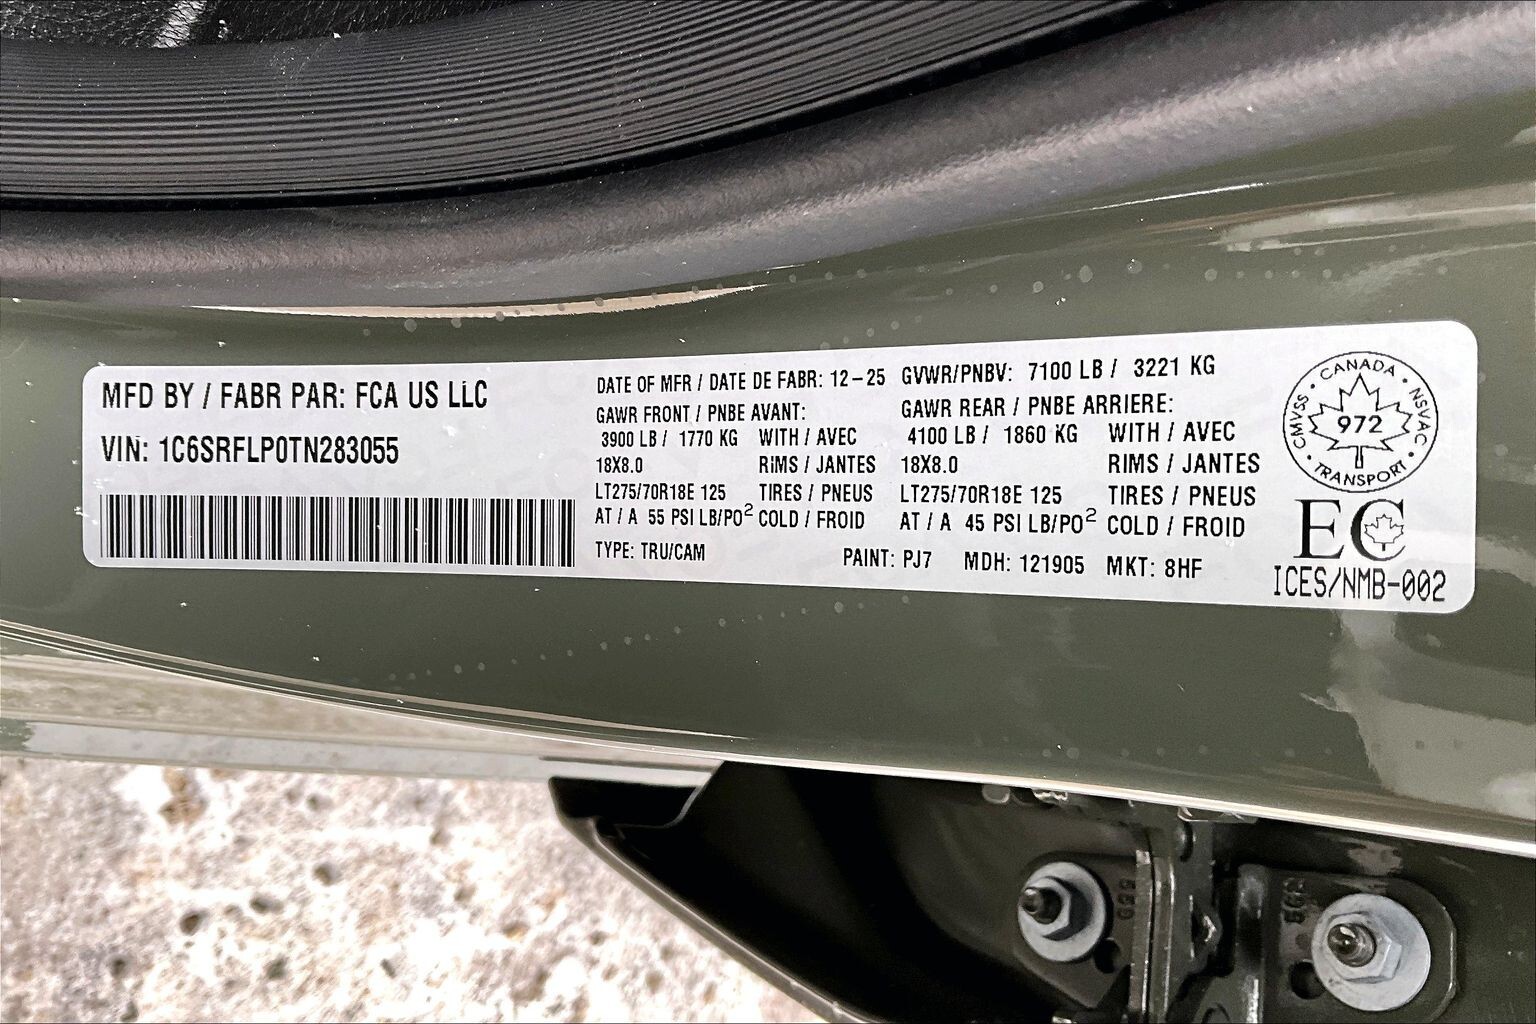 MFD BY / FABR PAR: FCA US LLC
VIN: 1C6SRFLP0TN283055
DATE OF MFR / DATE DE FABR: 12-25
GVWR/PNBV: 7100 LB / 3221 KG
GAWR FRONT / PNBE AVANT:
3900 LB / 1770 KG WITH / AVEC
18X8.0 RIMS / JANTES
LT275/70R18E 125 TIRES / PNEUS
AT / A 55 PSI LB/PO² COLD / FROID
GAWR REAR / PNBE ARRIERE:
4100 LB / 1860 KG WITH / AVEC
18X8.0 RIMS / JANTES
LT275/70R18E 125 TIRES / PNEUS
AT / A 45 PSI LB/PO² COLD / FROID
TYPE: TRU/CAM PAINT: PJ7 MDH: 121905 MKT: 8HF
CANADA
CMVSS 972 NSVAC
TRANSPORT
EC
ICES/NMB-002